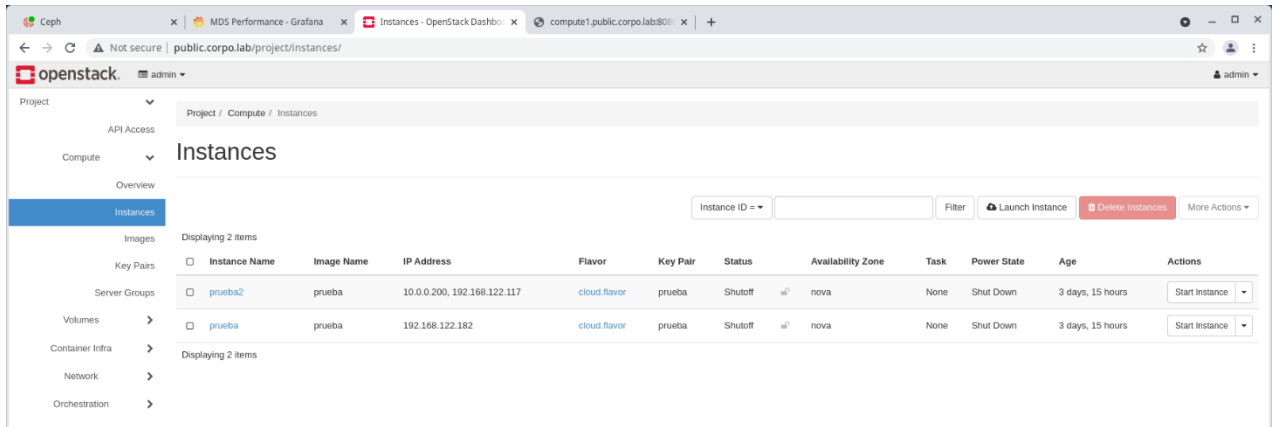 Ceph
MDS Performance - Grafana
Instances - OpenStack Dashbo
compute1.public.corpo.lab:808
Not secure | public.corpo.lab/project/instances/
openstack. admin
admin
Project
API Access
Compute
Overview
Instances
Images
Key Pairs
Server Groups
Volumes
Container Infra
Network
Orchestration
Project / Compute / Instances
Instances
Instance ID = Filter Launch Instance Delete Instances More Actions
Displaying 2 items
Instance Name Image Name IP Address Flavor Key Pair Status Availability Zone Task Power State Age Actions
prueba2 prueba 10.0.0.200, 192.168.122.117 cloud.flavor prueba Shutoff nova None Shut Down 3 days, 15 hours Start Instance
prueba prueba 192.168.122.182 cloud.flavor prueba Shutoff nova None Shut Down 3 days, 15 hours Start Instance
Displaying 2 items